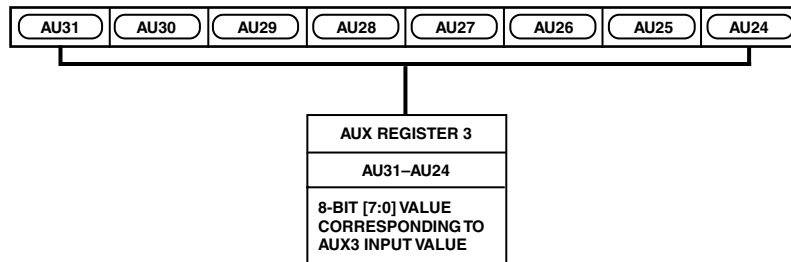 AU31 AU30 AU29 AU28 AU27 AU26 AU25 AU24
AUX REGISTER 3
AU31–AU24
8-BIT [7:0] VALUE
CORRESPONDING TO
AUX3 INPUT VALUE